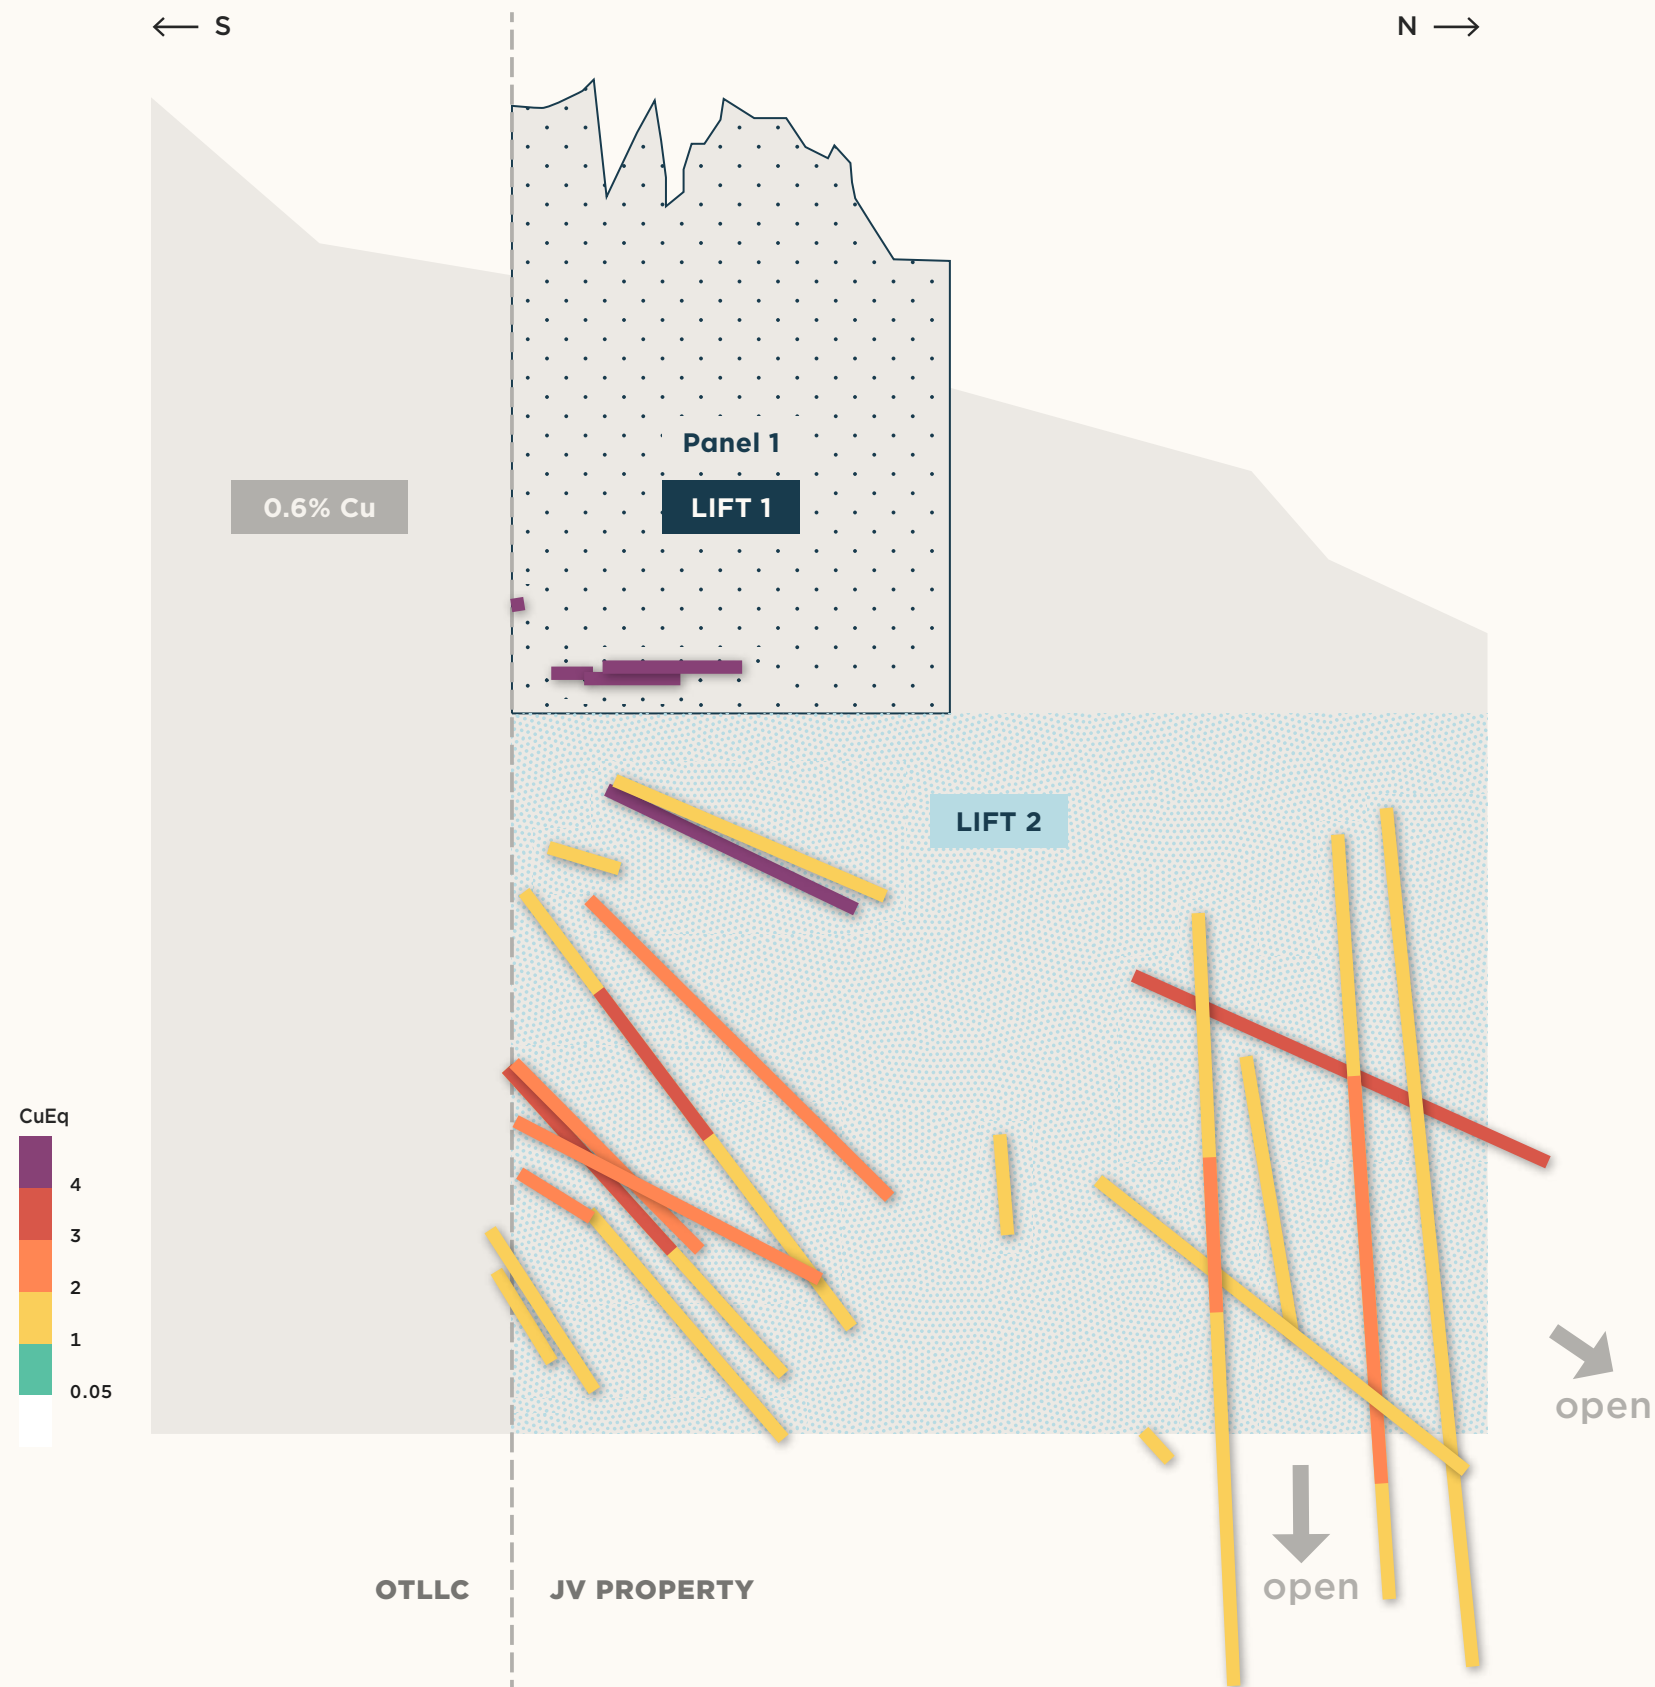 S
N
Panel 1
0.6% Cu
LIFT 1
LIFT 2
CuEq
4
3
2
1
0.05
open
open
OTLLC
JV PROPERTY